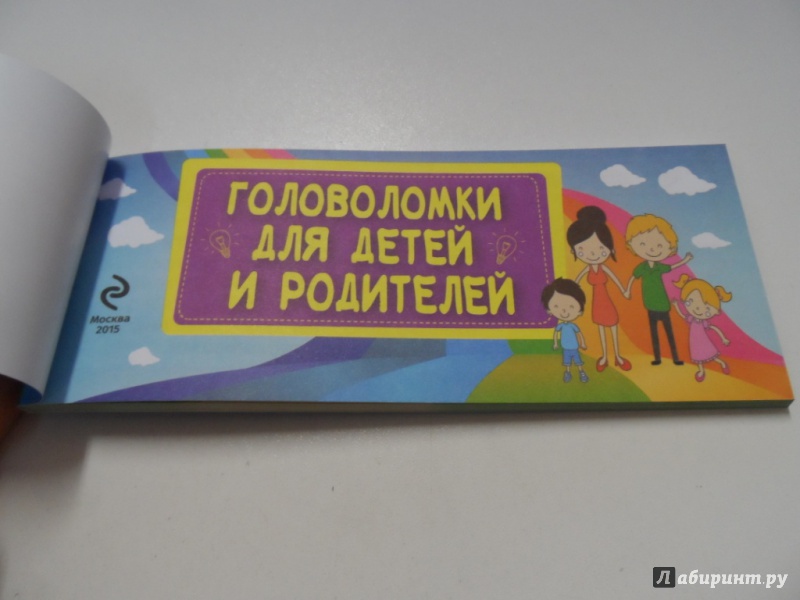 ГОЛОВОЛОМКИ
ДЛЯ ДЕТЕЙ
И РОДИТЕЛЕЙ
Москва
2015
Лабиринт.ру